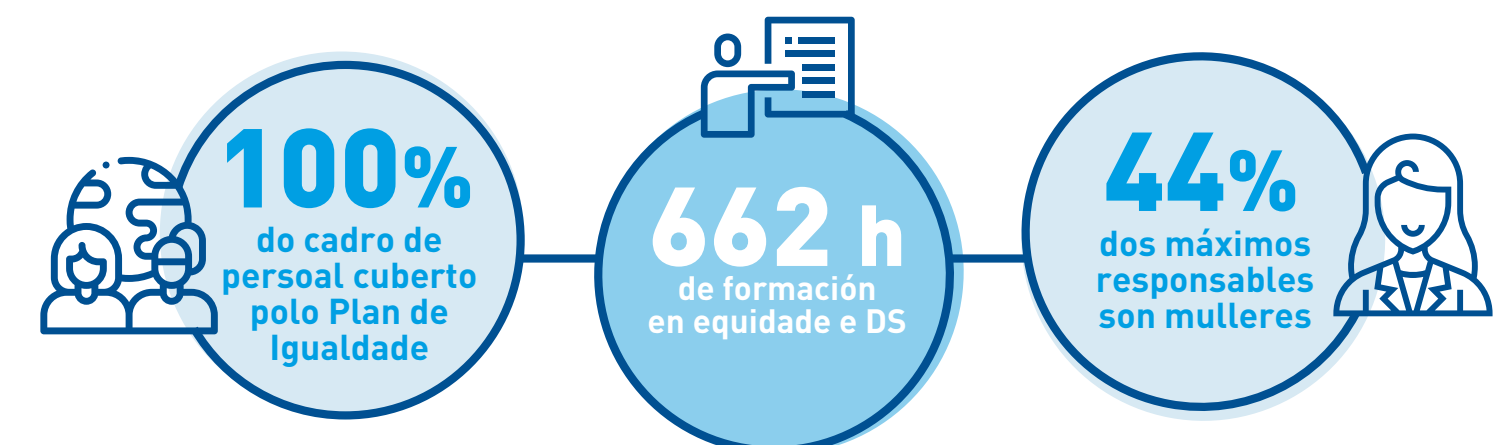 100%
do cadro de
persoal cuberto
polo Plan de
Igualdade
662 h
de formación
en equidade e DS
44%
dos máximos
responsables
son mulleres